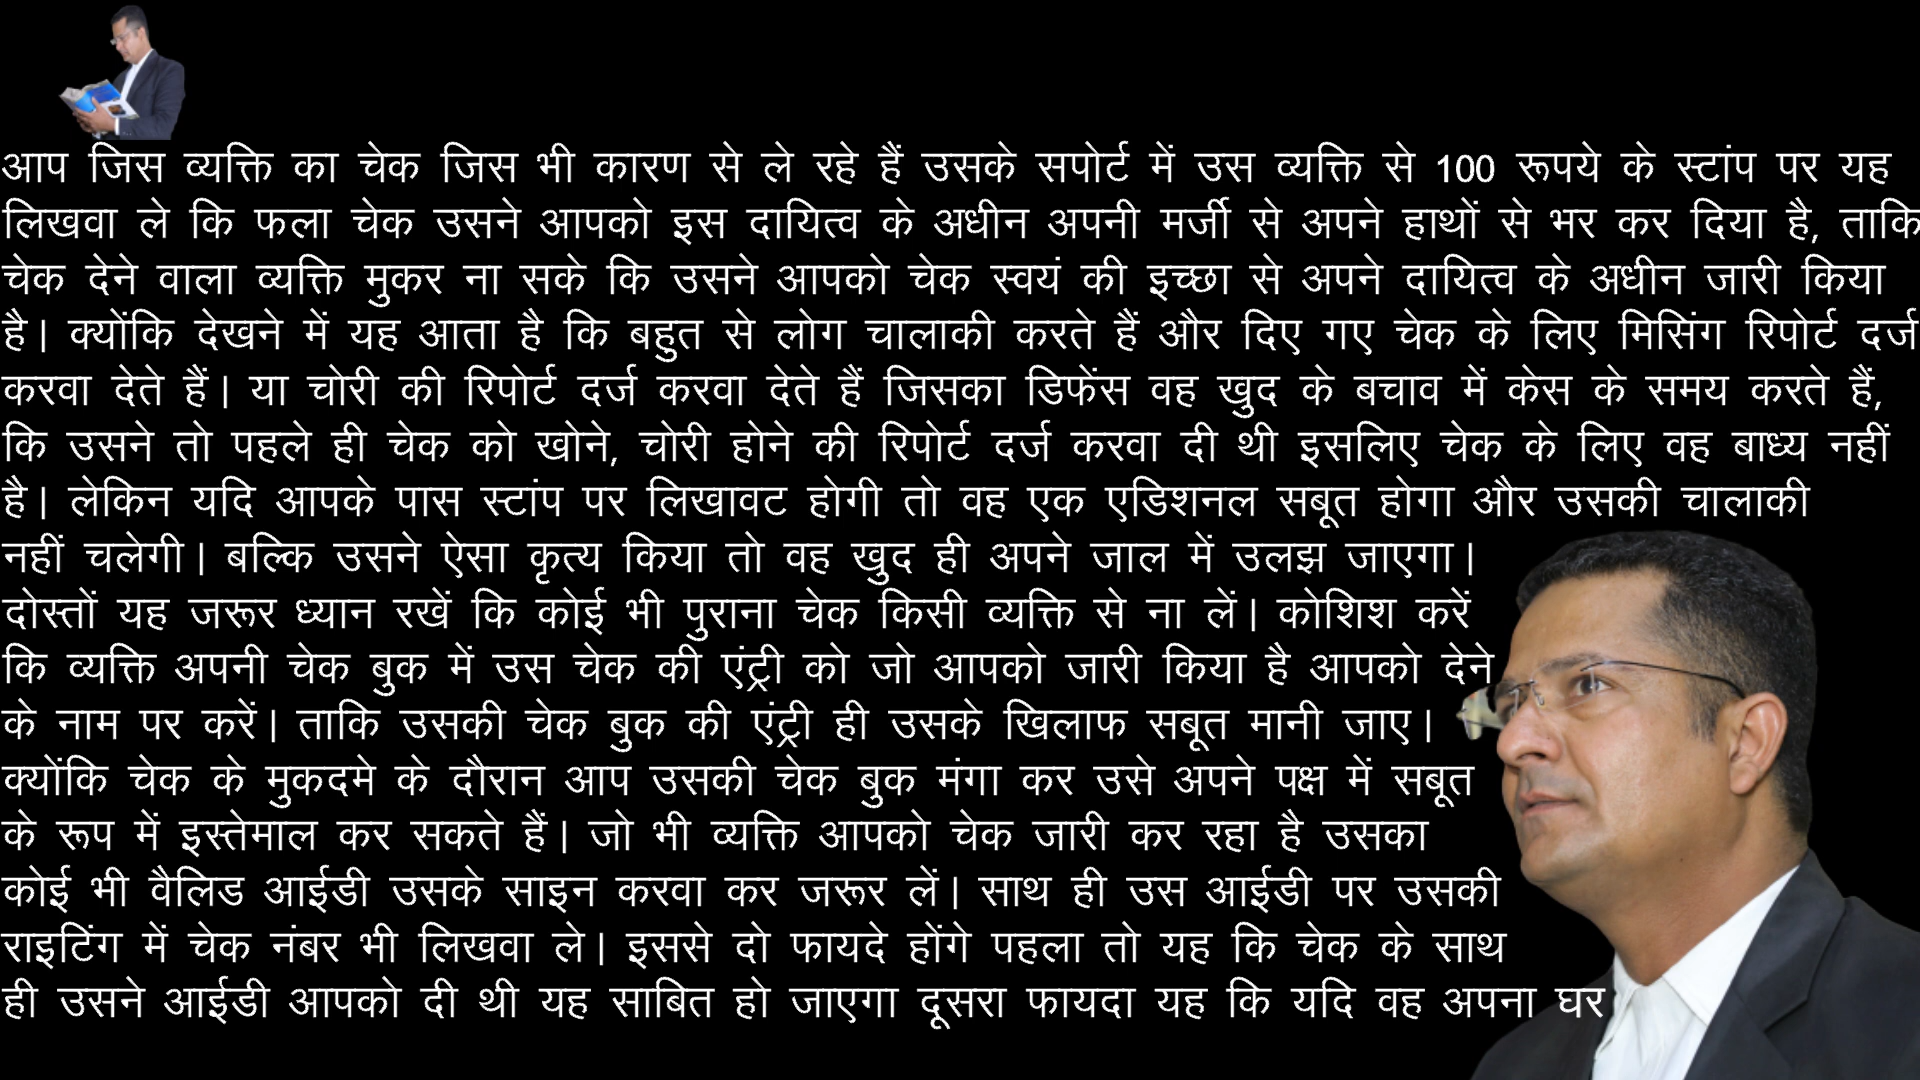 आप जिस व्यक्ति का चेक जिस भी कारण से ले रहे हैं उसके सपोर्ट में उस व्यक्ति से 100 रूपये के स्टांप पर यह
लिखवा ले कि फला चेक उसने आपको इस दायित्व के अधीन अपनी मर्जी से अपने हाथों से भर कर दिया है, ताकि
चेक देने वाला व्यक्ति मुकर ना सके कि उसने आपको चेक स्वयं की इच्छा से अपने दायित्व के अधीन जारी किया
है| क्योंकि देखने में यह आता है कि बहुत से लोग चालाकी करते हैं और दिए गए चेक के लिए मिसिंग रिपोर्ट दर्ज
करवा देते हैं| या चोरी की रिपोर्ट दर्ज करवा देते हैं जिसका डिफेंस वह खुद के बचाव में केस के समय करते हैं,
कि उसने तो पहले ही चेक को खोने, चोरी होने की रिपोर्ट दर्ज करवा दी थी इसलिए चेक के लिए वह बाध्य नहीं
है| लेकिन यदि आपके पास स्टांप पर लिखावट होगी तो वह एक एडिशनल सबूत होगा और उसकी चालाकी
नहीं चलेगी| बल्कि उसने ऐसा कृत्य किया तो वह खुद ही अपने जाल में उलझ जाएगा|
दोस्तों यह जरूर ध्यान रखें कि कोई भी पुराना चेक किसी व्यक्ति से ना लें| कोशिश करें
कि व्यक्ति अपनी चेक बुक में उस चेक की एंट्री को जो आपको जारी किया है आपको देने
के नाम पर करें| ताकि उसकी चेक बुक की एंट्री ही उसके खिलाफ सबूत मानी जाए|
क्योंकि चेक के मुकदमे के दौरान आप उसकी चेक बुक मंगा कर उसे अपने पक्ष में सबूत
के रूप में इस्तेमाल कर सकते हैं| जो भी व्यक्ति आपको चेक जारी कर रहा है उसका
कोई भी वैलिड आईडी उसके साइन करवा कर जरूर लें| साथ ही उस आईडी पर उसकी
राइटिंग में चेक नंबर भी लिखवा ले| इससे दो फायदे होंगे पहला तो यह कि चेक के साथ
ही उसने आईडी आपको दी थी यह साबित हो जाएगा दूसरा फायदा यह कि यदि वह अपना घर